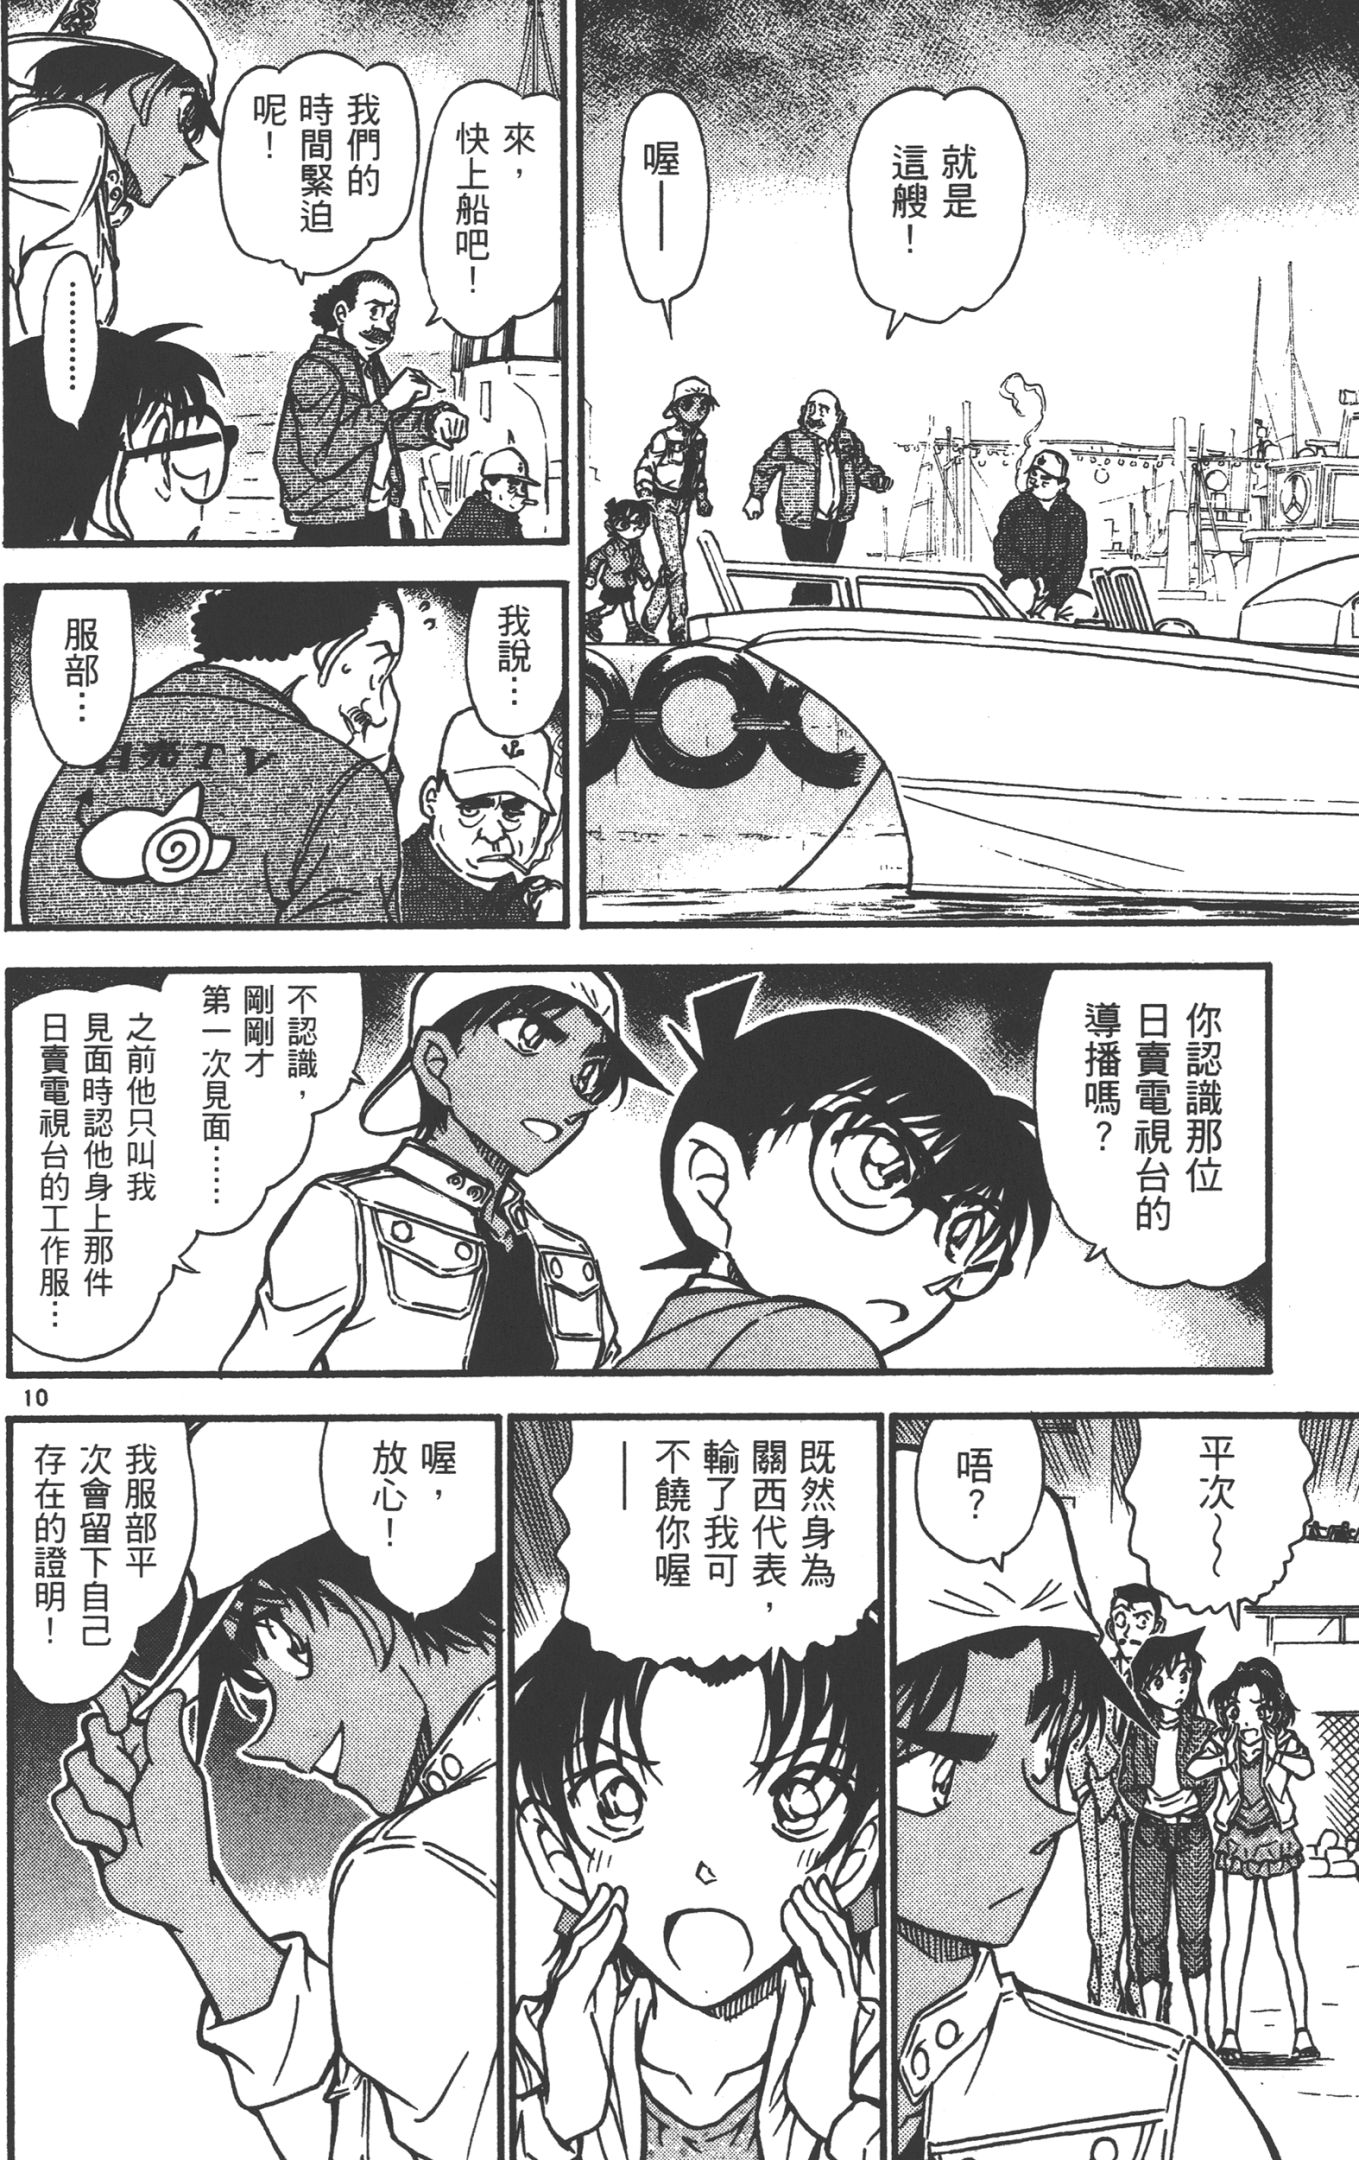 就是
這艘！
喔—
來，
快上船吧！
我們的
時間緊迫
呢！
…………
我說…
服部…
日売TV
你認識那位
日賣電視台的
導播嗎？
不認識，
剛剛才
第一次見面……
之前他只叫我
見面時認他身上那件
日賣電視台的工作服…
10
平次～
唔？
既然身為
關西代表，
輸了我可
不饒你喔
—
喔，
放心！
我服部平
次會留下自己
存在的證明！